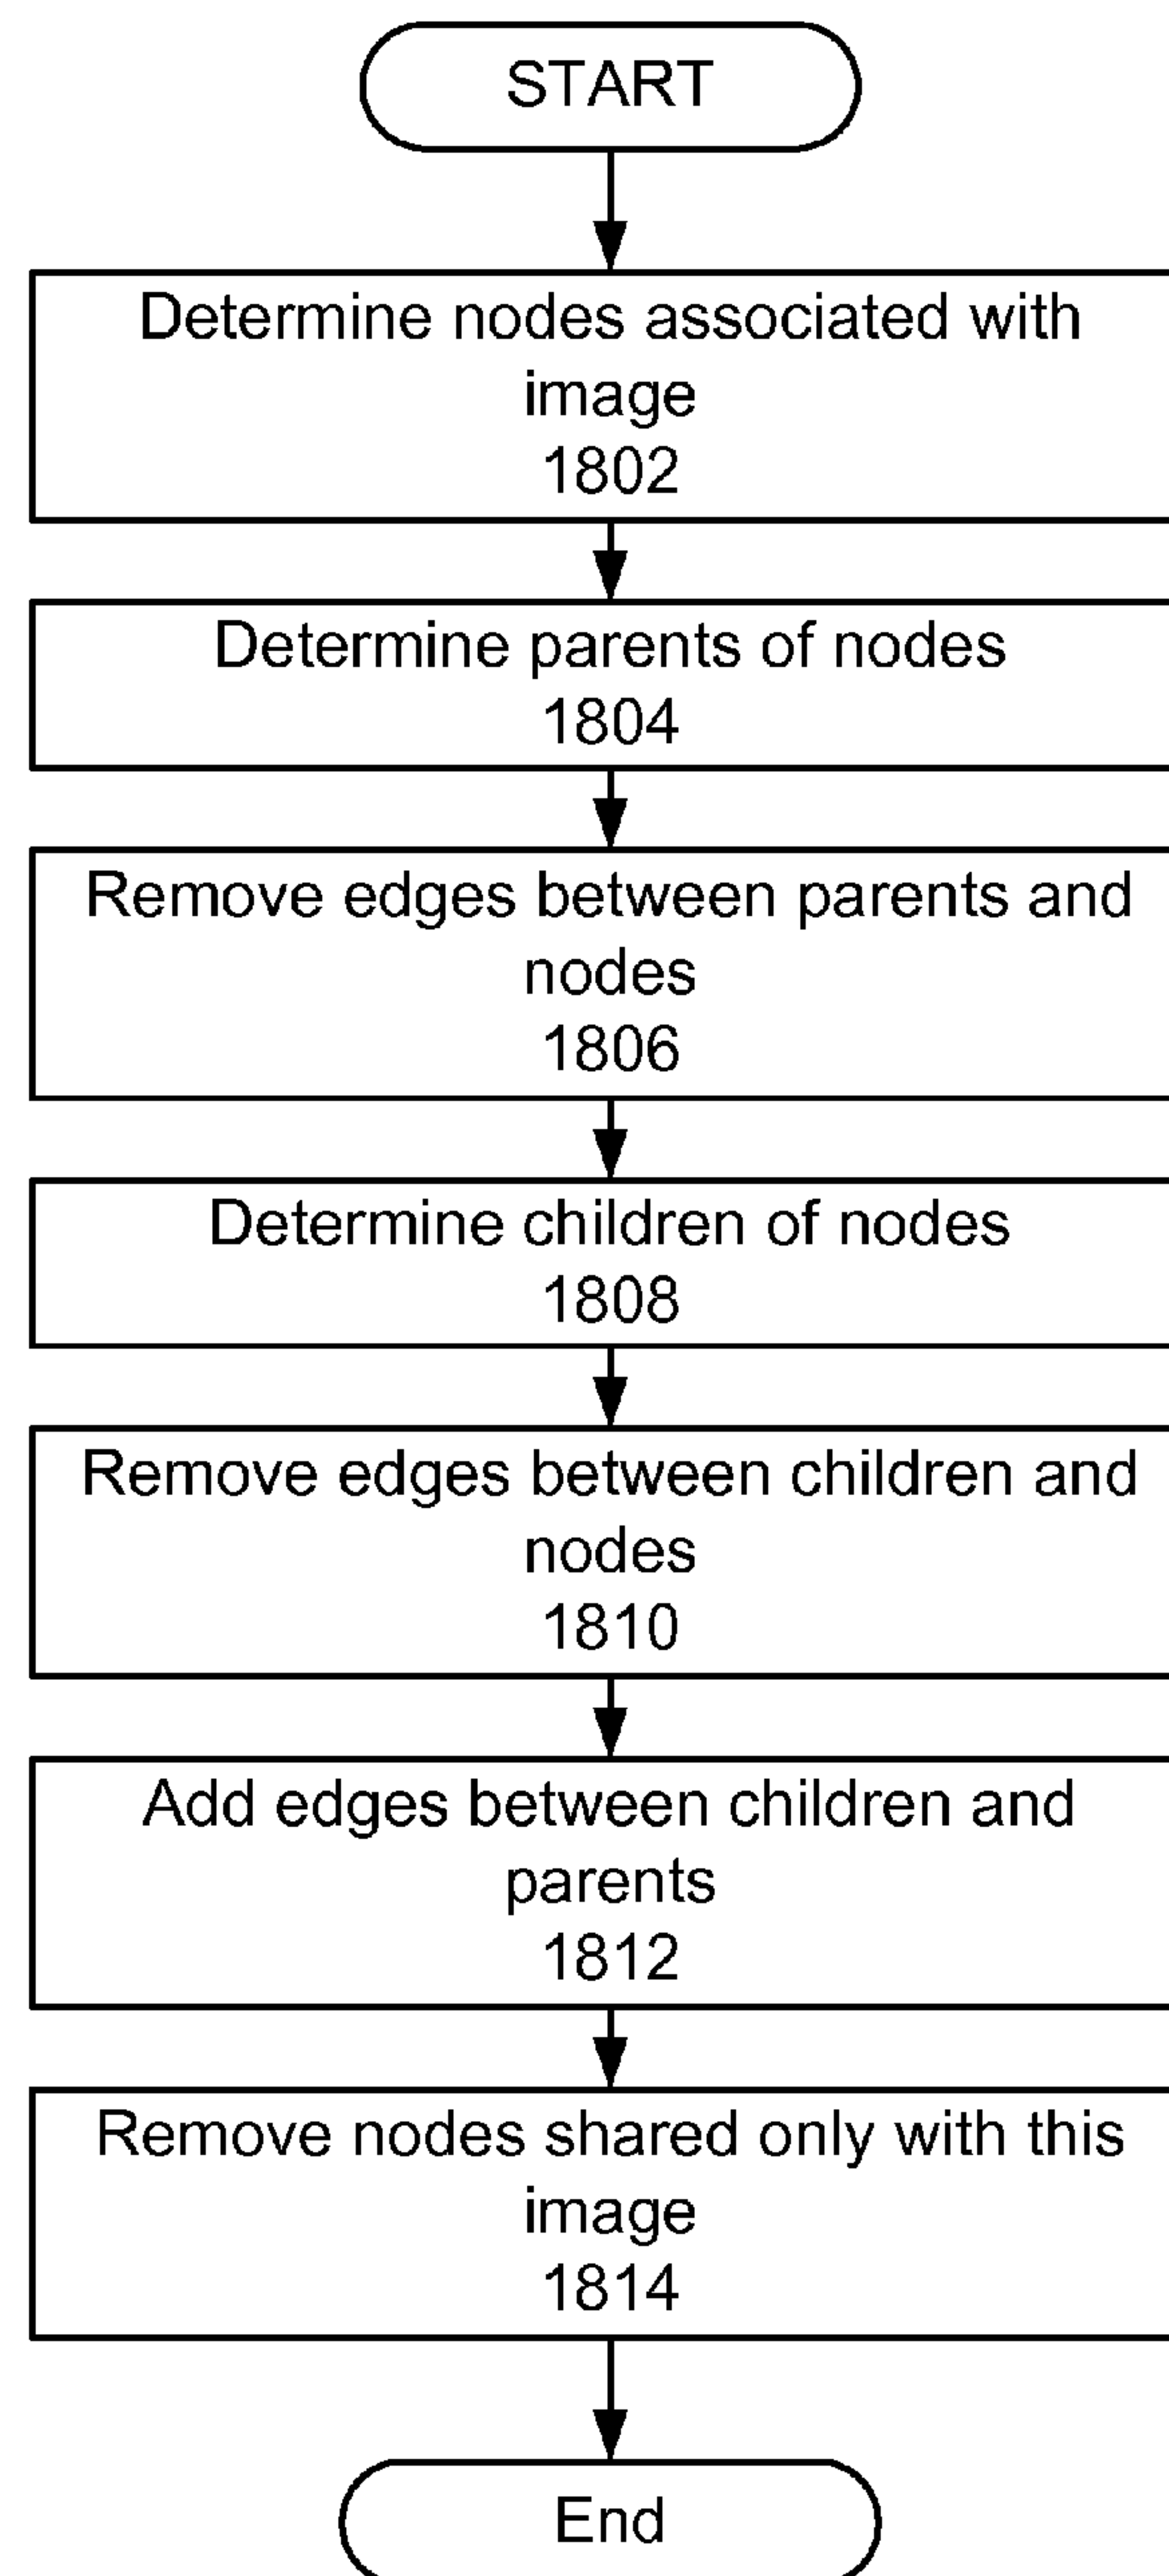 START
Determine nodes associated with
image
1802
Determine parents of nodes
1804
Remove edges between parents and
nodes
1806
Determine children of nodes
1808
Remove edges between children and
nodes
1810
Add edges between children and
parents
1812
Remove nodes shared only with this
image
1814
End